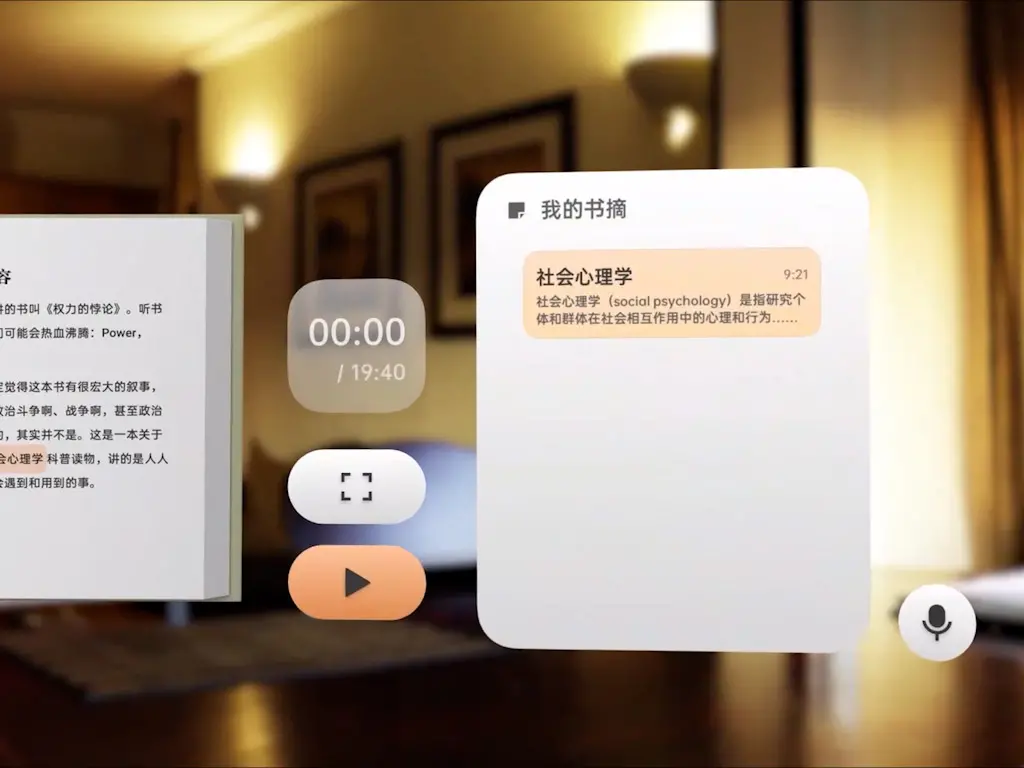 容
的书叫《权力的悖论》。听书
可能会热血沸腾：Power，
觉得这本书有很宏大的叙事，
政治斗争啊、战争啊，甚至政治
，其实并不是。这是一本关于
会心理学科普读物，讲的是人人
会遇到和用到的事。
00:00
/ 19:40
我的书摘
社会心理学 9:21
社会心理学（social psychology）是指研究个
体和群体在社会相互作用中的心理和行为……